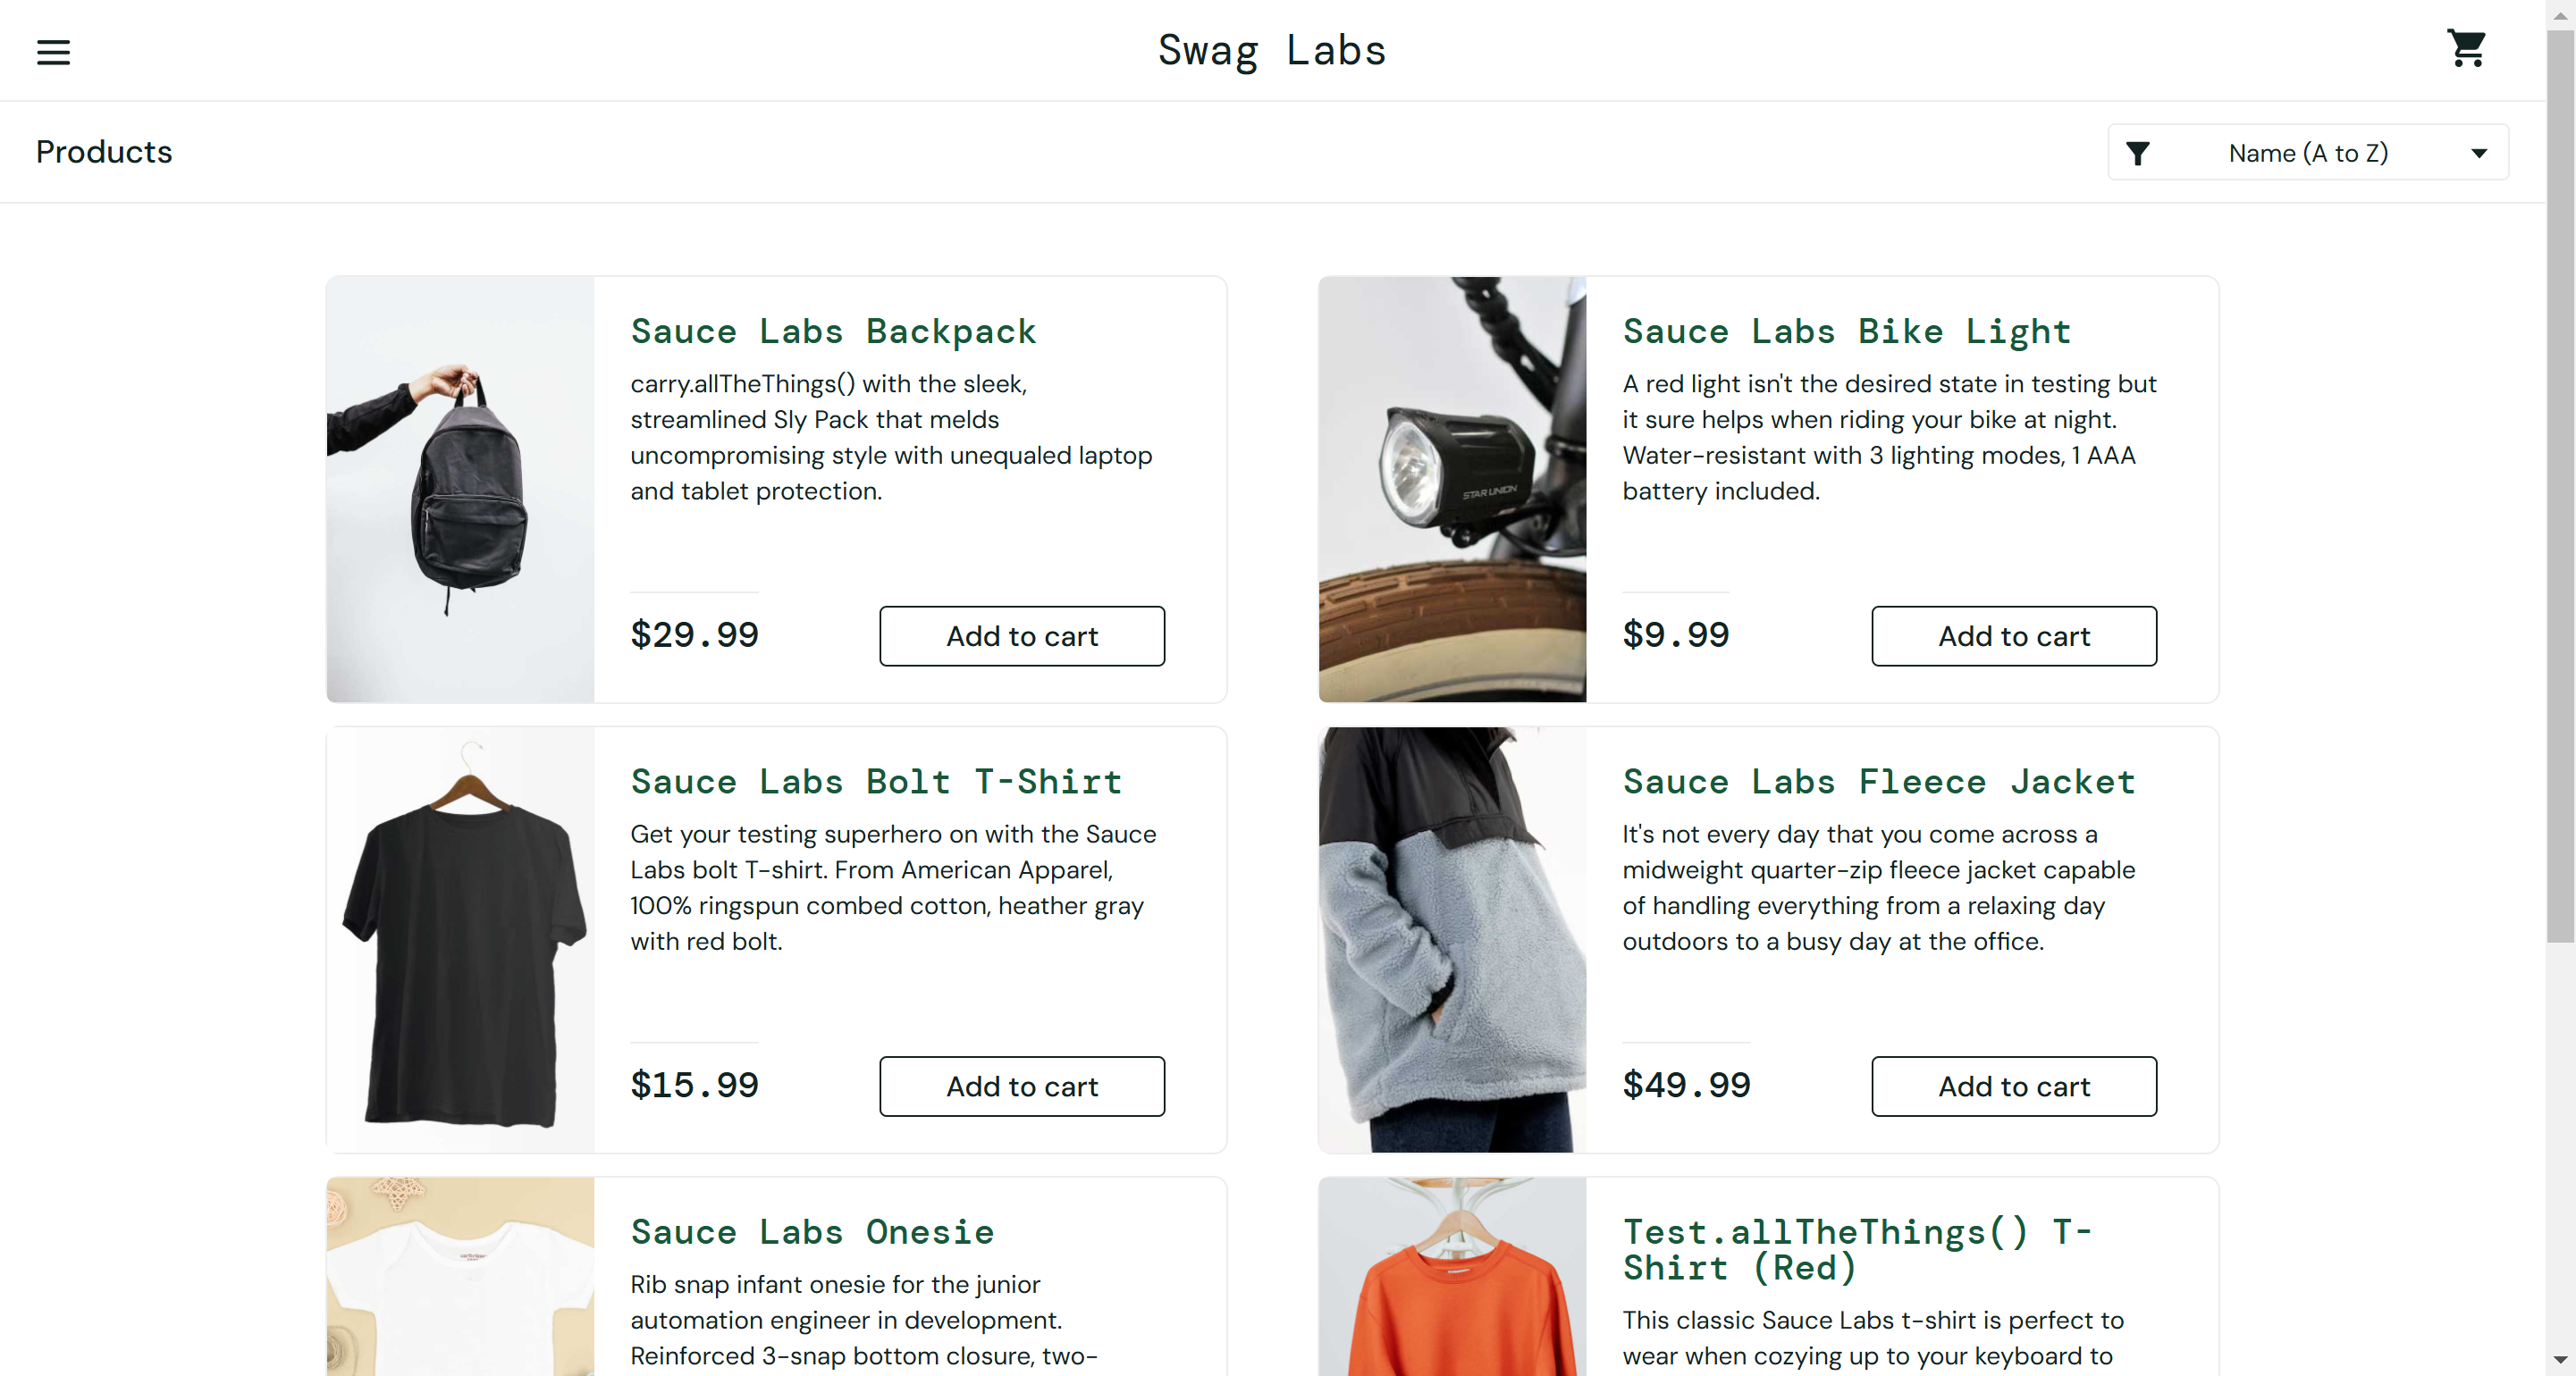 Swag Labs
Products
Name (A to Z)
Sauce Labs Backpack
carry.allTheThings() with the sleek,
streamlined Sly Pack that melds
uncompromising style with unequaled laptop
and tablet protection.
$29.99
Add to cart
Sauce Labs Bike Light
A red light isn't the desired state in testing but
it sure helps when riding your bike at night.
Water-resistant with 3 lighting modes, 1 AAA
battery included.
$9.99
Add to cart
STAR UNION
Sauce Labs Bolt T-Shirt
Get your testing superhero on with the Sauce
Labs bolt T-shirt. From American Apparel,
100% ringspun combed cotton, heather gray
with red bolt.
$15.99
Add to cart
Sauce Labs Fleece Jacket
It's not every day that you come across a
midweight quarter-zip fleece jacket capable
of handling everything from a relaxing day
outdoors to a busy day at the office.
$49.99
Add to cart
Sauce Labs Onesie
Rib snap infant onesie for the junior
automation engineer in development.
Reinforced 3-snap bottom closure, two-
Test.allTheThings() T-
Shirt (Red)
This classic Sauce Labs t-shirt is perfect to
wear when cozying up to your keyboard to